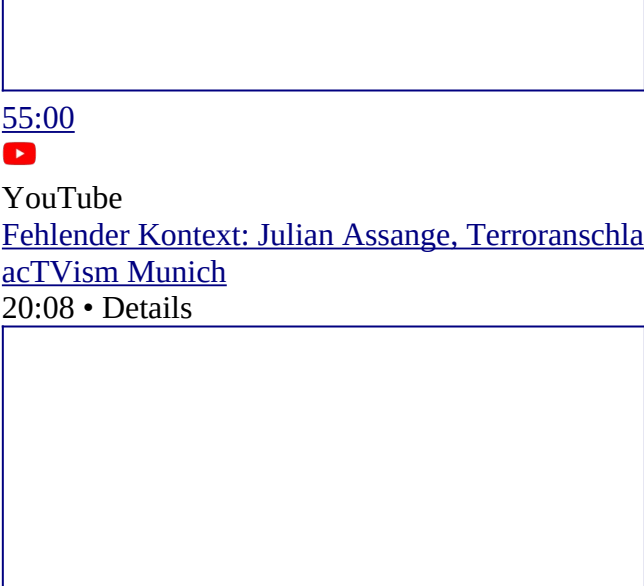 55:00
YouTube
Fehlender Kontext: Julian Assange, Terroranschla
acTVism Munich
20:08 • Details